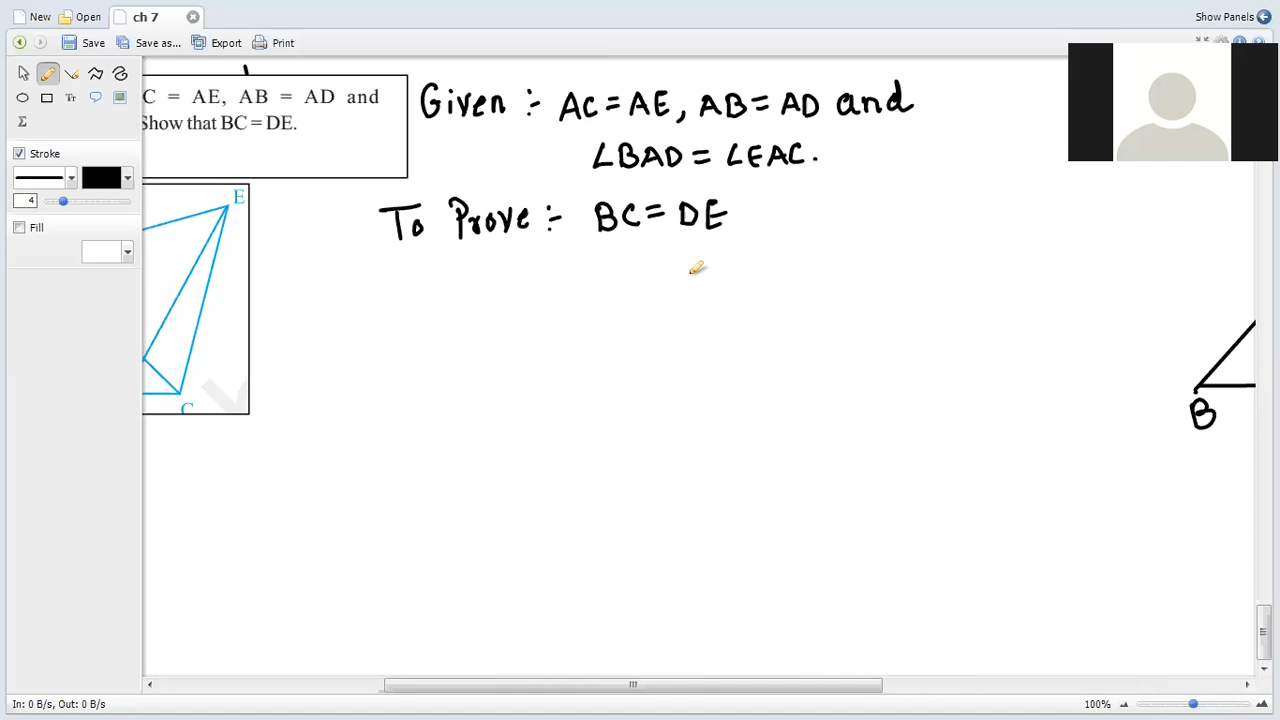 New Open ch 7 Show Panels
Save Save as... Export Print
C = AE, AB = AD and
Show that BC = DE.
Given :- AC = AE, AB = AD and
∠BAD = ∠EAC.
To Prove :- BC = DE
Tr
Σ
Stroke
4
Fill
E
C
B
In: 0 B/s, Out: 0 B/s 100%